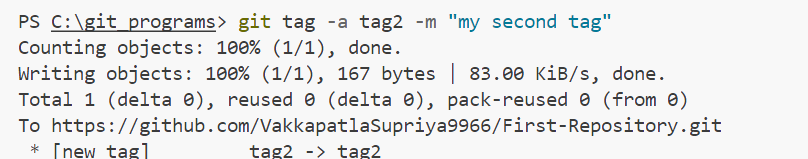 PS C:\git_programs> git tag -a tag2 -m "my second tag"
Counting objects: 100% (1/1), done.
Writing objects: 100% (1/1), 167 bytes | 83.00 KiB/s, done.
Total 1 (delta 0), reused 0 (delta 0), pack-reused 0 (from 0)
To https://github.com/VakkapatlaSupriya9966/First-Repository.git
 * [new tag]         tag2 -> tag2